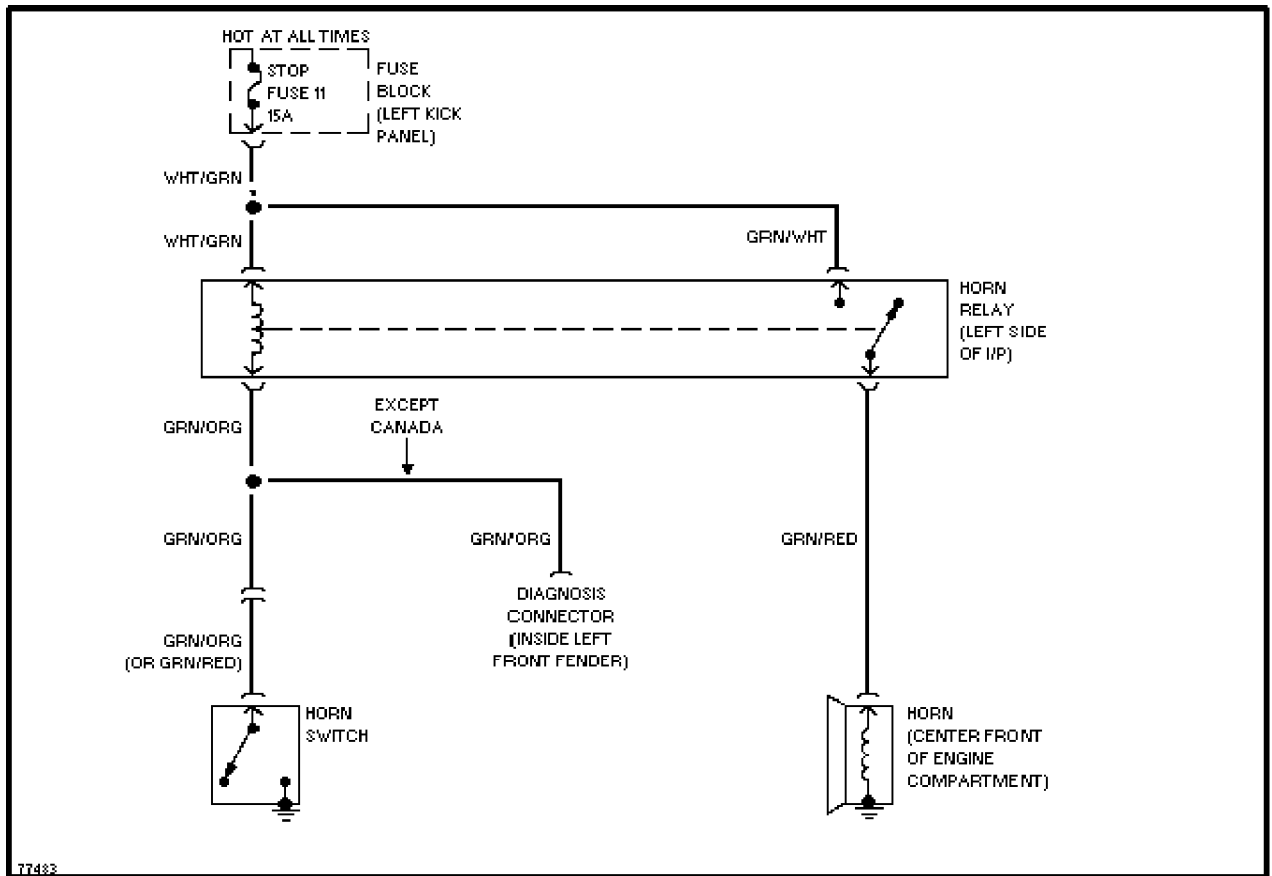 HOT AT ALL TIMES
STOP
FUSE 11
15A
FUSE
BLOCK
(LEFT KICK
PANEL)
WHT/GRN
WHT/GRN
GRN/WHT
HORN
RELAY
(LEFT SIDE
OF I/P)
EXCEPT
CANADA
GRN/ORG
GRN/ORG
GRN/ORG
GRN/RED
DIAGNOSIS
CONNECTOR
(INSIDE LEFT
FRONT FENDER)
GRN/ORG
(OR GRN/RED)
HORN
SWITCH
HORN
(CENTER FRONT
OF ENGINE
COMPARTMENT)
77483